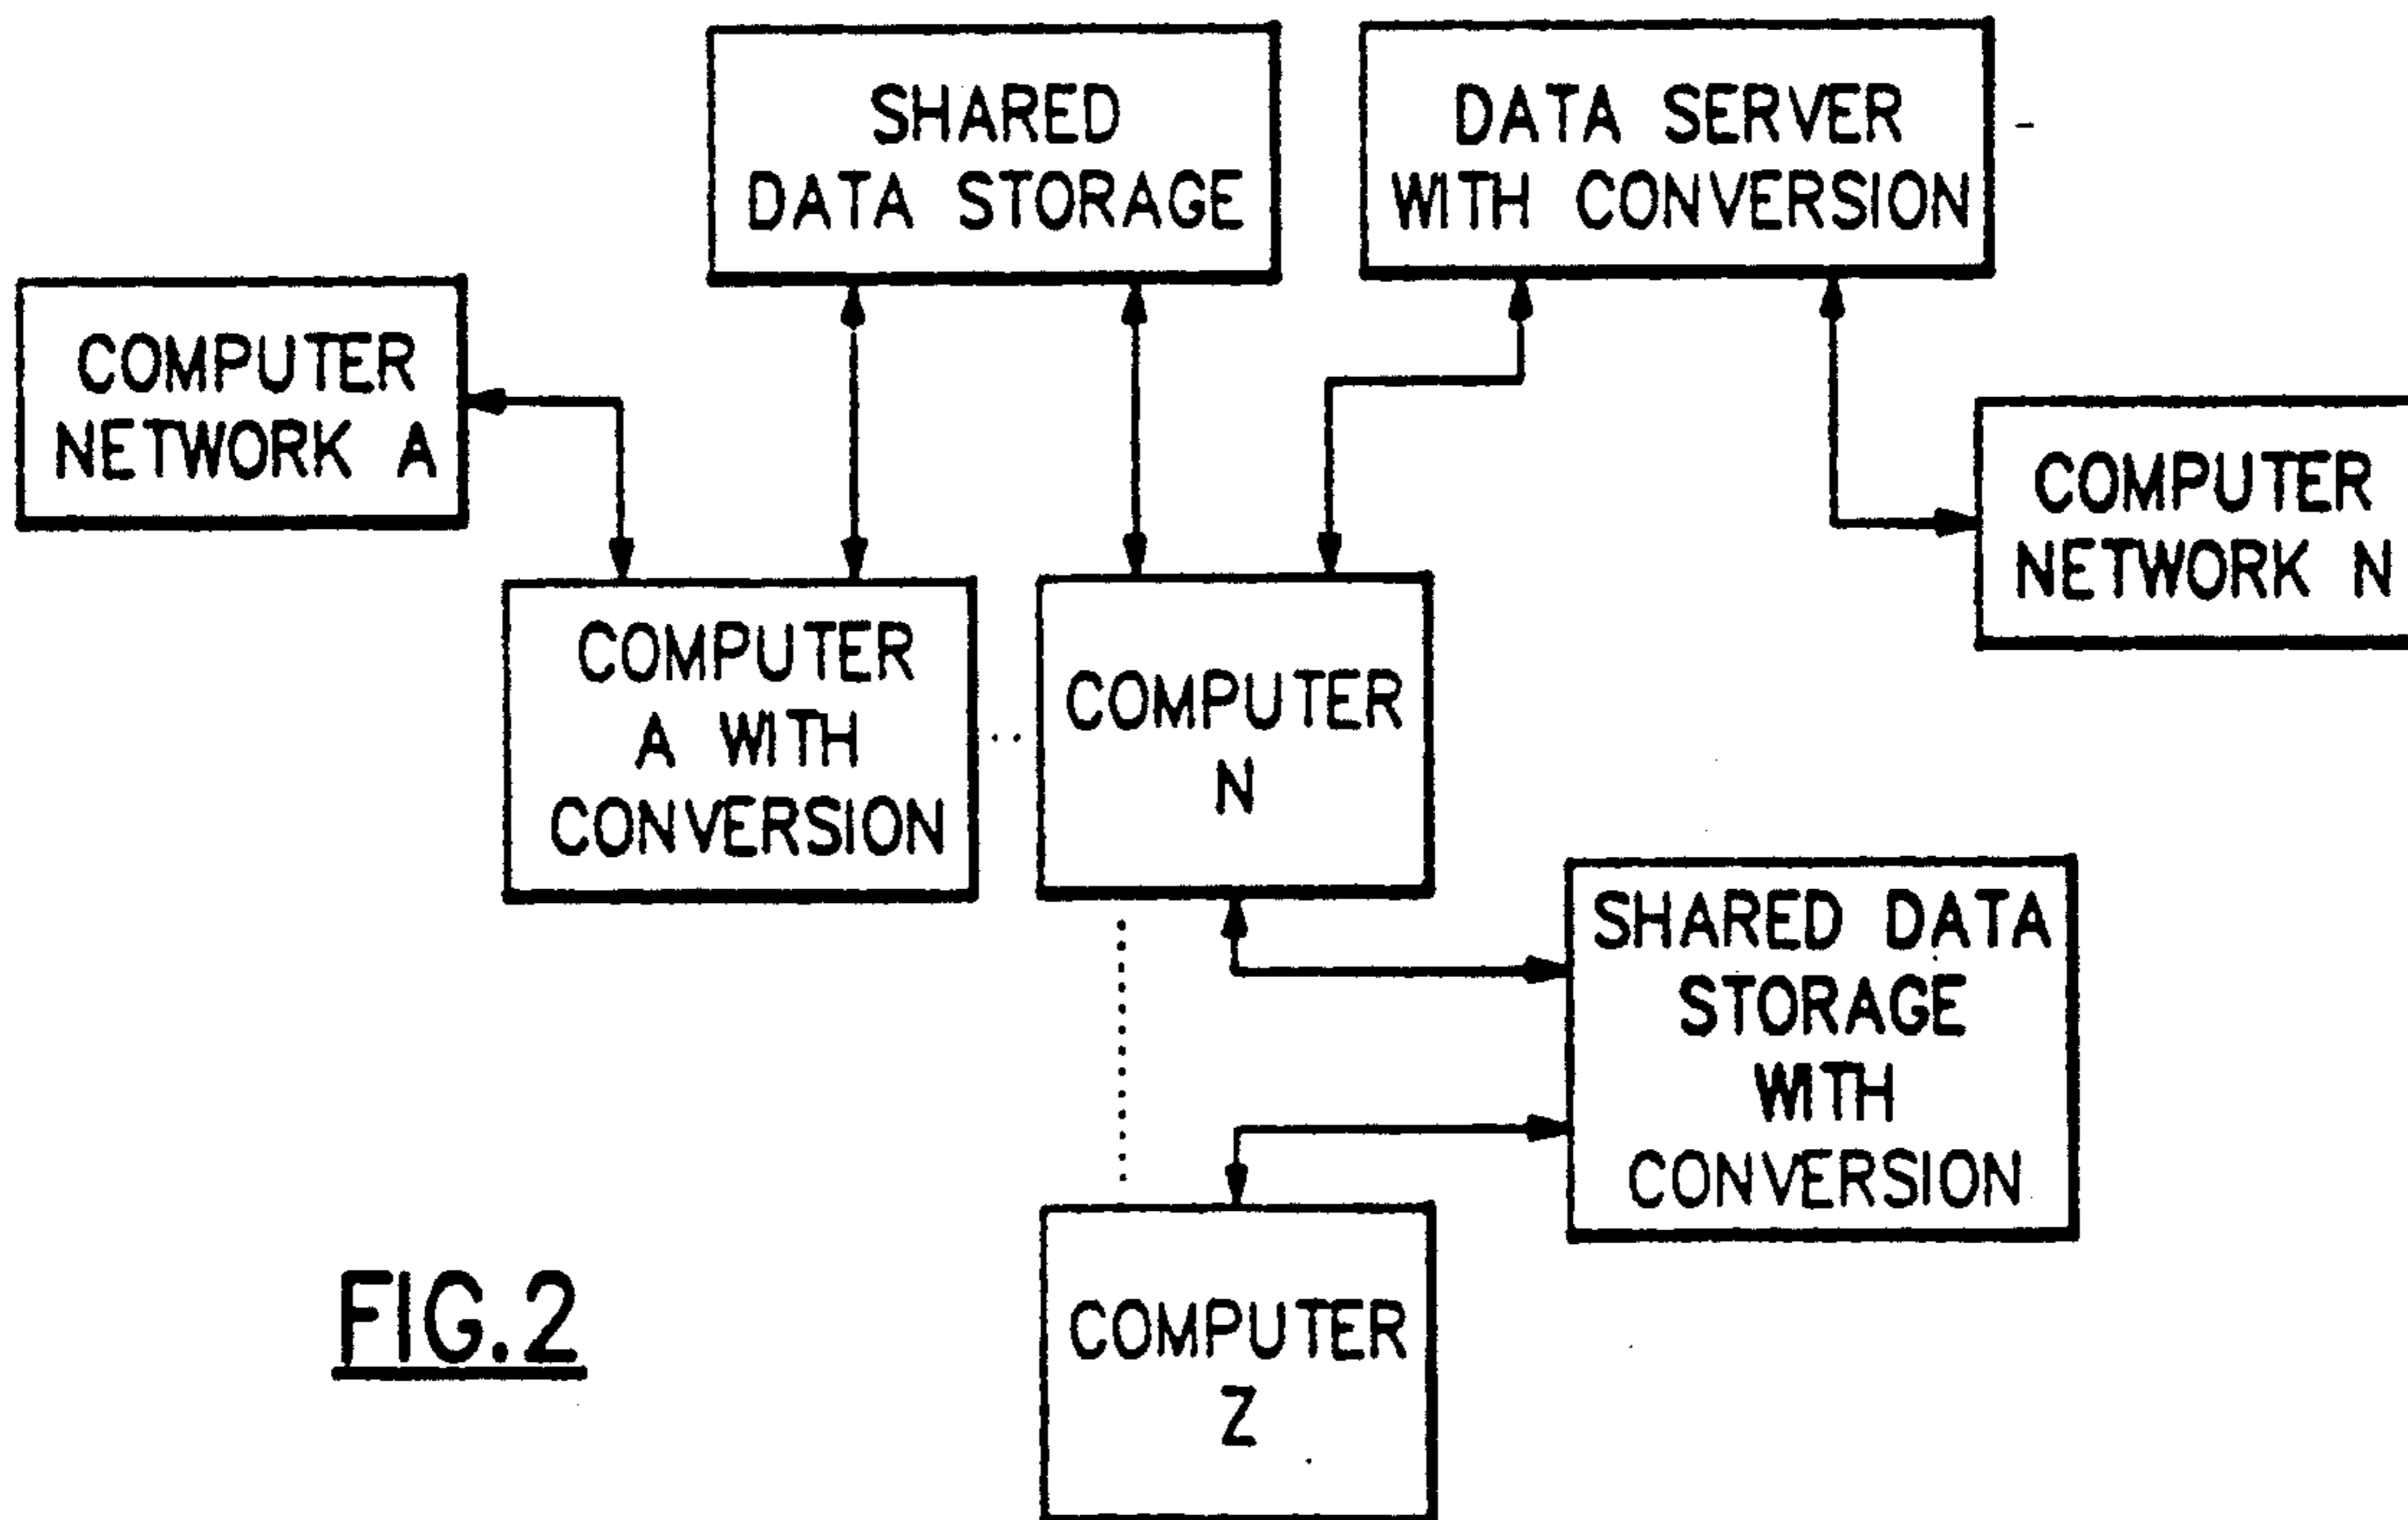 SHARED
DATA STORAGE
DATA SERVER
WITH CONVERSION
COMPUTER
NETWORK A
COMPUTER
NETWORK N
COMPUTER
A WITH
CONVERSION
COMPUTER
N
SHARED DATA
STORAGE
WITH
CONVERSION
COMPUTER
Z
FIG.2